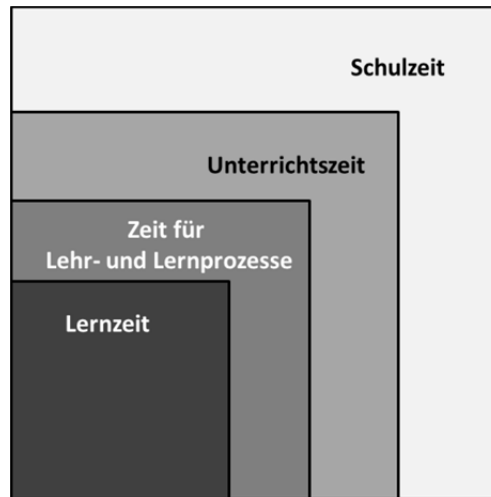 Schulzeit
Unterrichtszeit
Zeit für
Lehr- und Lernprozesse
Lernzeit